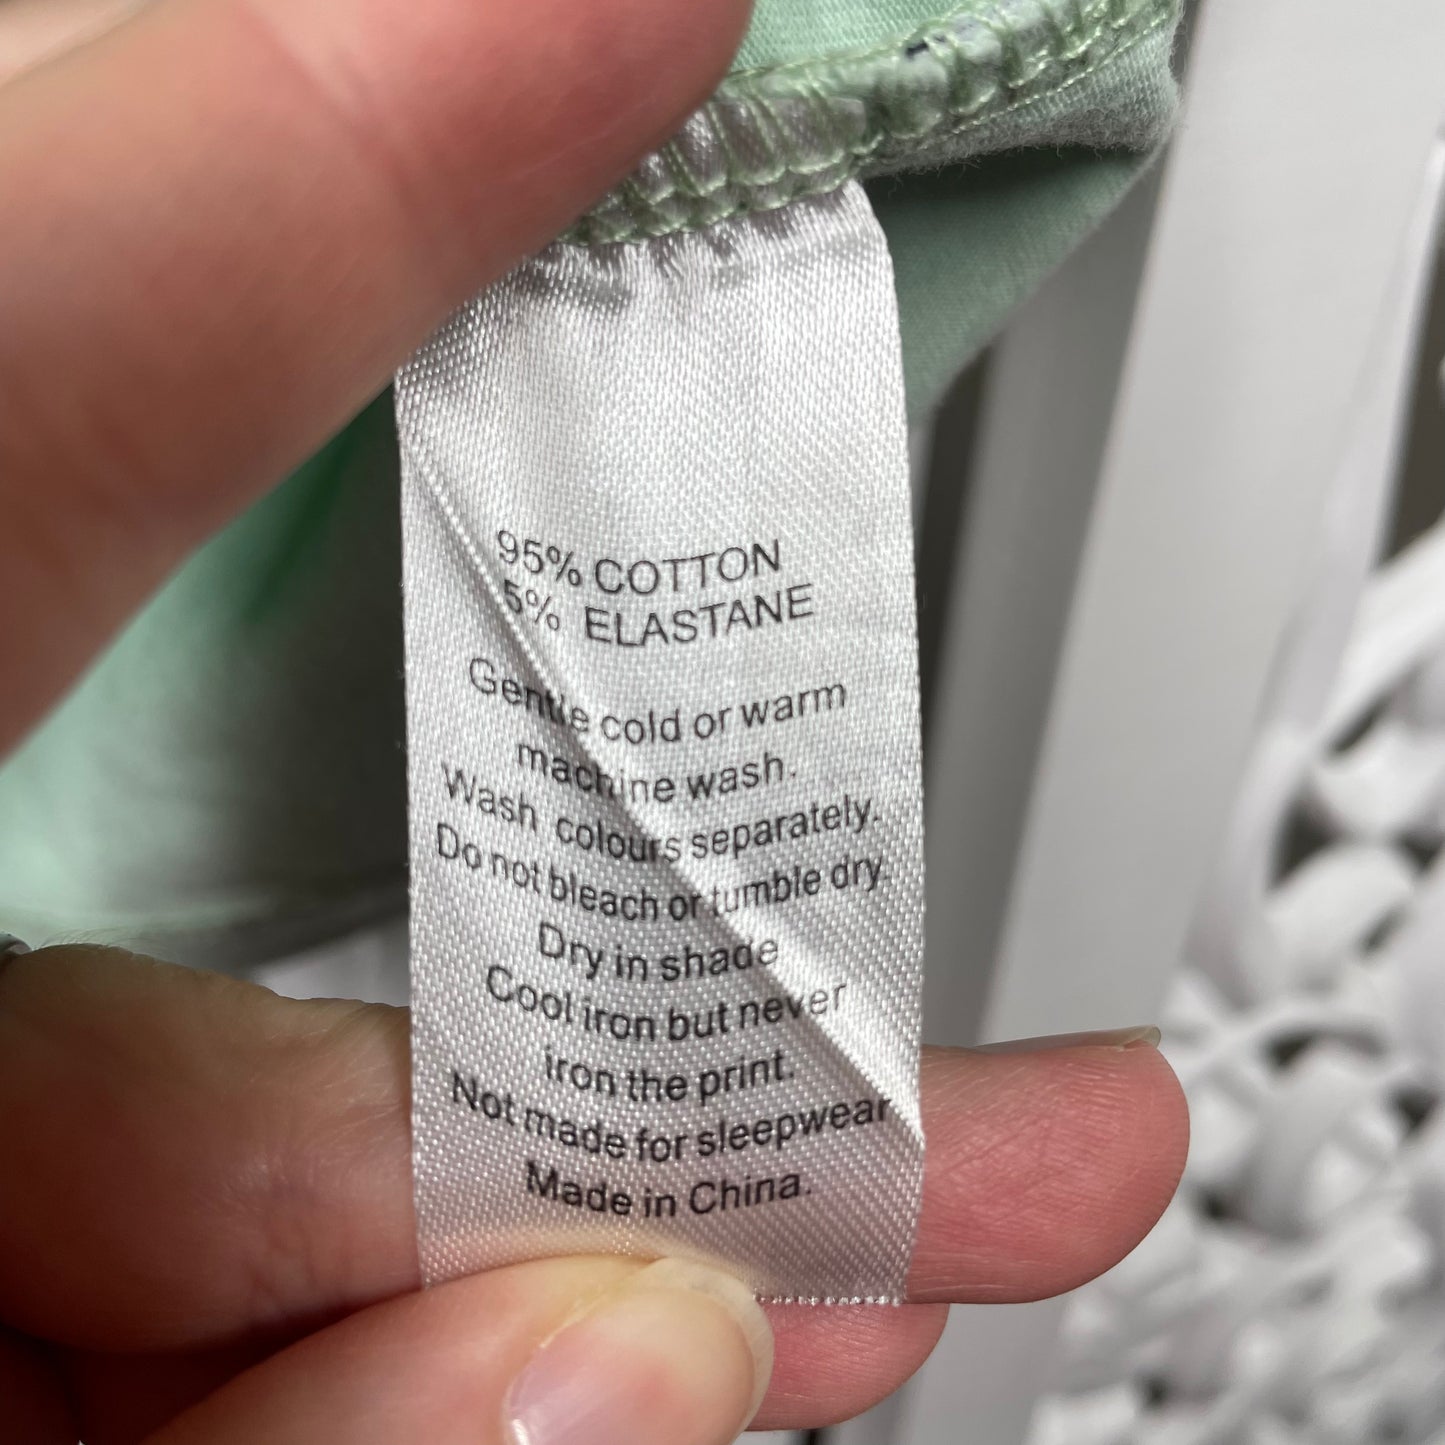 95% COTTON
5% ELASTANE
Gentle cold or warm
machine wash.
Wash colours separately.
Do not bleach or tumble dry.
Dry in shade
Cool iron but never
iron the print.
Not made for sleepwear
Made in China.